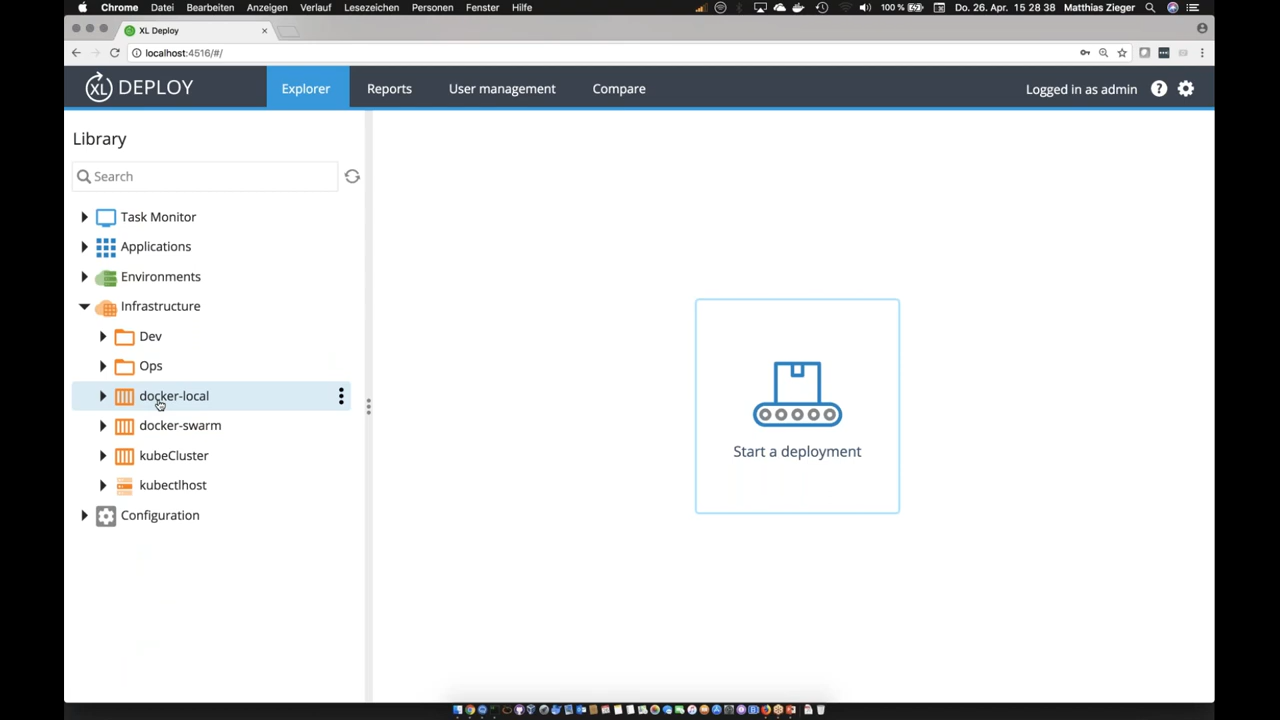 Chrome Datei Bearbeiten Anzeigen Verlauf Lesezeichen Personen Fenster Hilfe 100 % Do. 26. Apr. 15 28 38 Matthias Zieger
XL Deploy
localhost:4516/#/
XL DEPLOY Explorer Reports User management Compare Logged in as admin ?
Library
Search
Task Monitor
Applications
Environments
Infrastructure
Dev
Ops
docker-local
docker-swarm
kubeCluster
kubectlhost
Configuration
Start a deployment